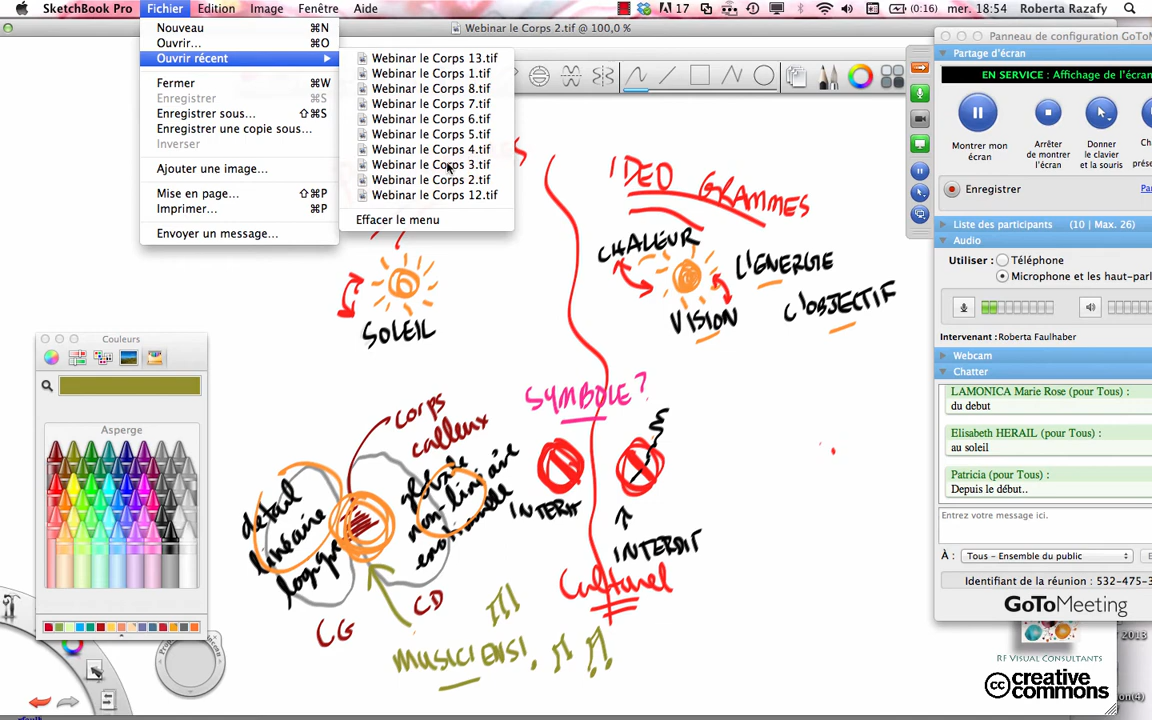 SketchBook Pro Fichier Edition Image Fenêtre Aide
17 (0:16) mer. 18:54 Roberta Razafy
Webinar le Corps 2.tif @ 100,0 %
Nouveau ⌘N
Ouvrir... ⌘O
Ouvrir récent
Fermer ⌘W
Enregistrer ⌘S
Enregistrer sous... ⇧⌘S
Enregistrer une copie sous...
Inverser
Ajouter une image...
Mise en page... ⇧⌘P
Imprimer... ⌘P
Envoyer un message...
Webinar le Corps 13.tif
Webinar le Corps 1.tif
Webinar le Corps 8.tif
Webinar le Corps 7.tif
Webinar le Corps 6.tif
Webinar le Corps 5.tif
Webinar le Corps 4.tif
Webinar le Corps 3.tif
Webinar le Corps 2.tif
Webinar le Corps 12.tif
Effacer le menu
IDEOGRAMMES
CHALEUR
L'ENERGIE
L'OBJECTIF
VISION
SOLEIL
SYMBOLE?
corps
calleux
détail
linéaire
logique
globale
non-linéaire
émotionnelle
INTERDIT
Culturel
CG
CD
MUSICIENS!
Couleurs
Asperge
Panneau de configuration GoToM
Partage d'écran
EN SERVICE : Affichage de l'écran
Montrer mon
écran
Arrêter
de montrer
l'écran
Donner
le clavier
et la souris
Enregistrer
Liste des participants (10 | Max. 26)
Audio
Utiliser : Téléphone
Microphone et les haut-parl
Intervenant : Roberta Faulhaber
Webcam
Chatter
LAMONICA Marie Rose (pour Tous) :
du debut
Elisabeth HERAIL (pour Tous) :
au soleil
Patricia (pour Tous) :
Depuis le début..
Entrez votre message ici.
À : Tous - Ensemble du public
Identifiant de la réunion : 532-475-3
GoToMeeting
2013
RF VISUAL CONSULTANTS
cc creative
commons